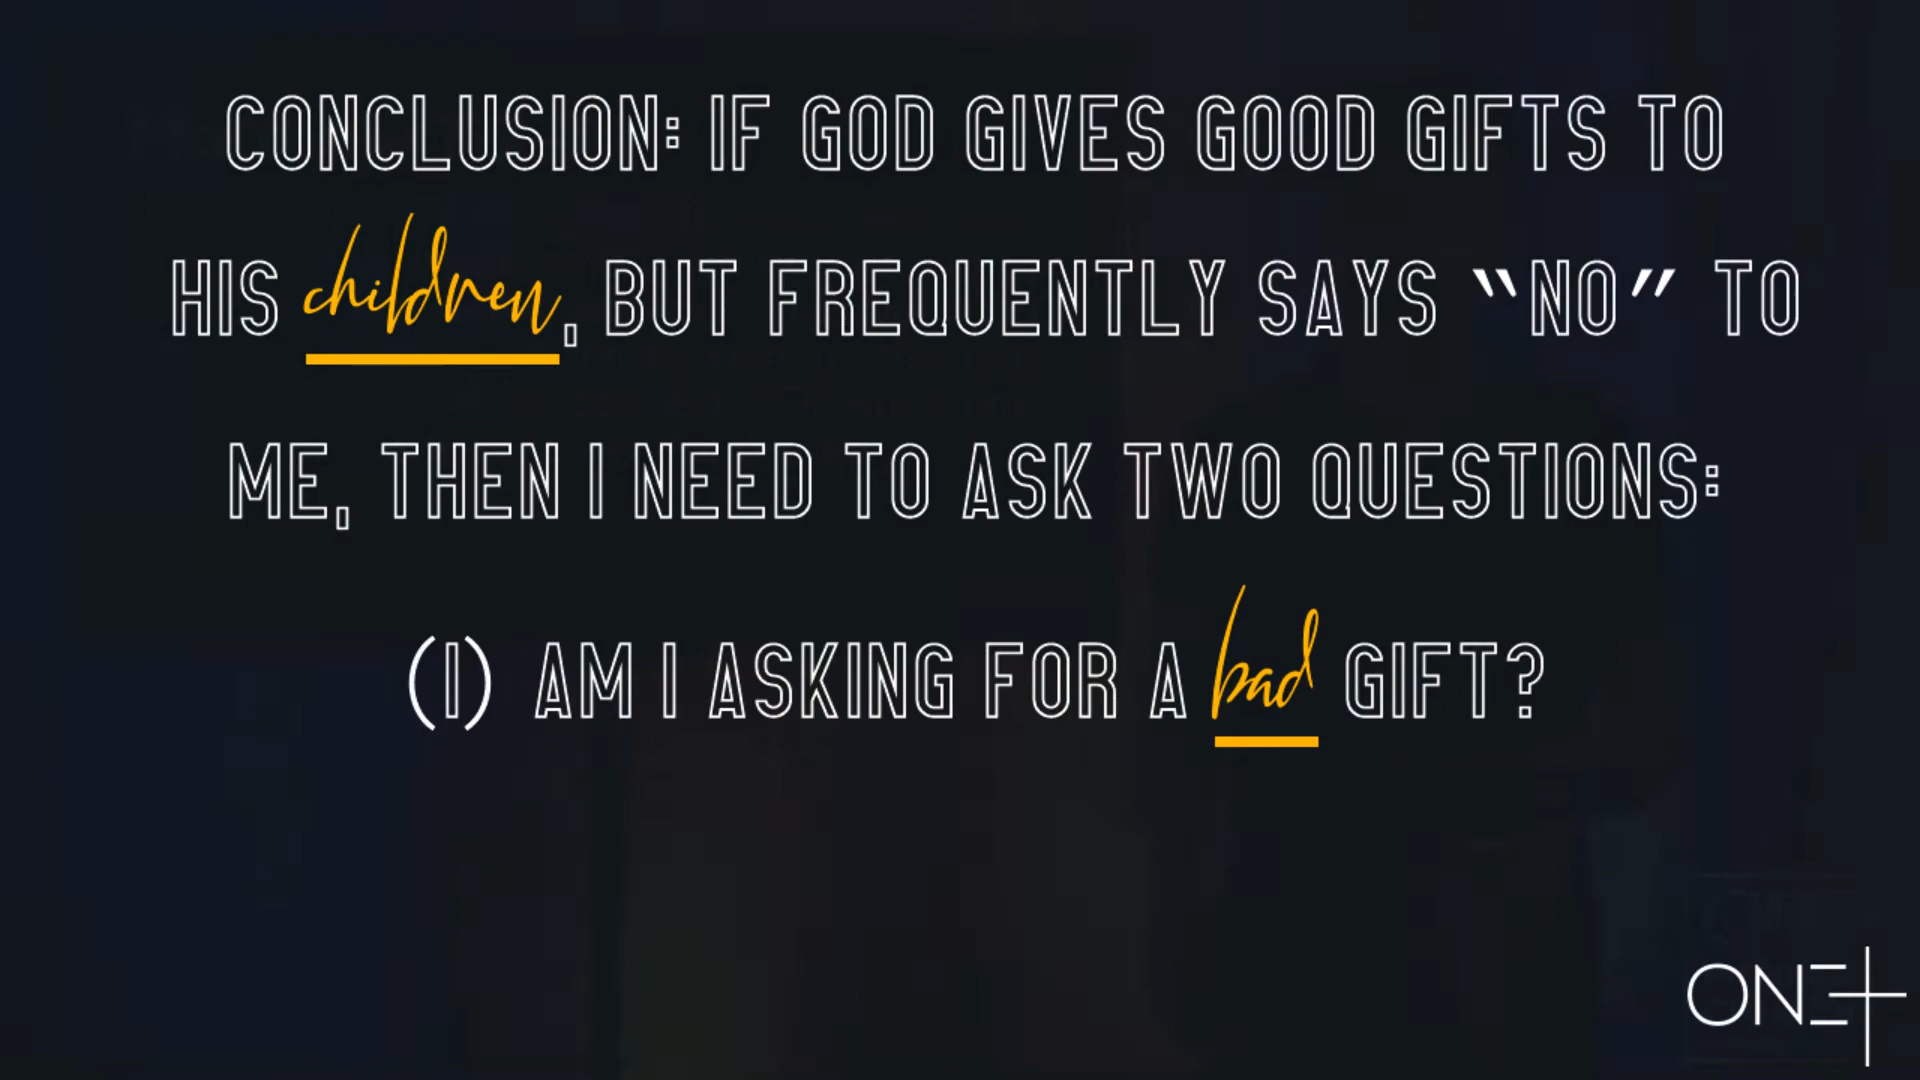 CONCLUSION: IF GOD GIVES GOOD GIFTS TO
HIS children, BUT FREQUENTLY SAYS "NO" TO
ME, THEN I NEED TO ASK TWO QUESTIONS:
(1) AM I ASKING FOR A bad GIFT?
ONE